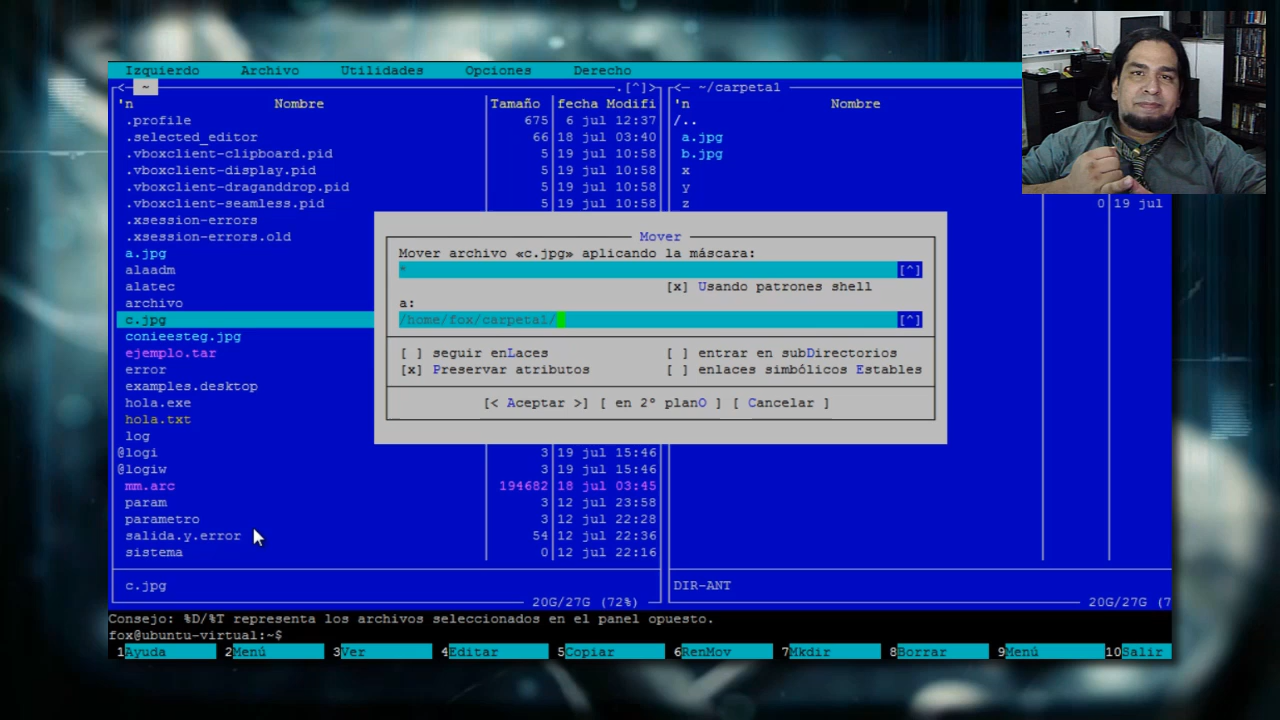 Izquierdo Archivo Utilidades Opciones Derecho
<─ ~ .[^]> <─ ~/carpeta1
'n Nombre Tamaño fecha Modifi 'n Nombre
.profile 675 6 jul 12:37 /..
.selected_editor 66 18 jul 03:40 a.jpg
.vboxclient-clipboard.pid 5 19 jul 10:58 b.jpg
.vboxclient-display.pid 5 19 jul 10:58 x
.vboxclient-draganddrop.pid 5 19 jul 10:58 y
.vboxclient-seamless.pid 5 19 jul 10:58 z 0 19 jul
.xsession-errors
.xsession-errors.old
a.jpg
alaadm
alatec
archivo
c.jpg
conieesteg.jpg
ejemplo.tar
error
examples.desktop
hola.exe
hola.txt
log
@logi 3 19 jul 15:46
@logiw 3 19 jul 15:46
mm.arc 194682 18 jul 03:45
param 3 12 jul 23:58
parametro 3 12 jul 22:28
salida.y.error 54 12 jul 22:36
sistema 0 12 jul 22:16
Mover
Mover archivo «c.jpg» aplicando la máscara:
* [^]
[x] Usando patrones shell
a:
/home/fox/carpeta1/ [^]
[ ] seguir enLaces [ ] entrar en subDirectorios
[x] Preservar atributos [ ] enlaces simbólicos Estables
[< Aceptar >] [ en 2º planO ] [ Cancelar ]
c.jpg DIR-ANT
20G/27G (72%) 20G/27G (7
Consejo: %D/%T representa los archivos seleccionados en el panel opuesto.
fox@ubuntu-virtual:~$
1Ayuda 2Menú 3Ver 4Editar 5Copiar 6RenMov 7Mkdir 8Borrar 9Menú 10Salir